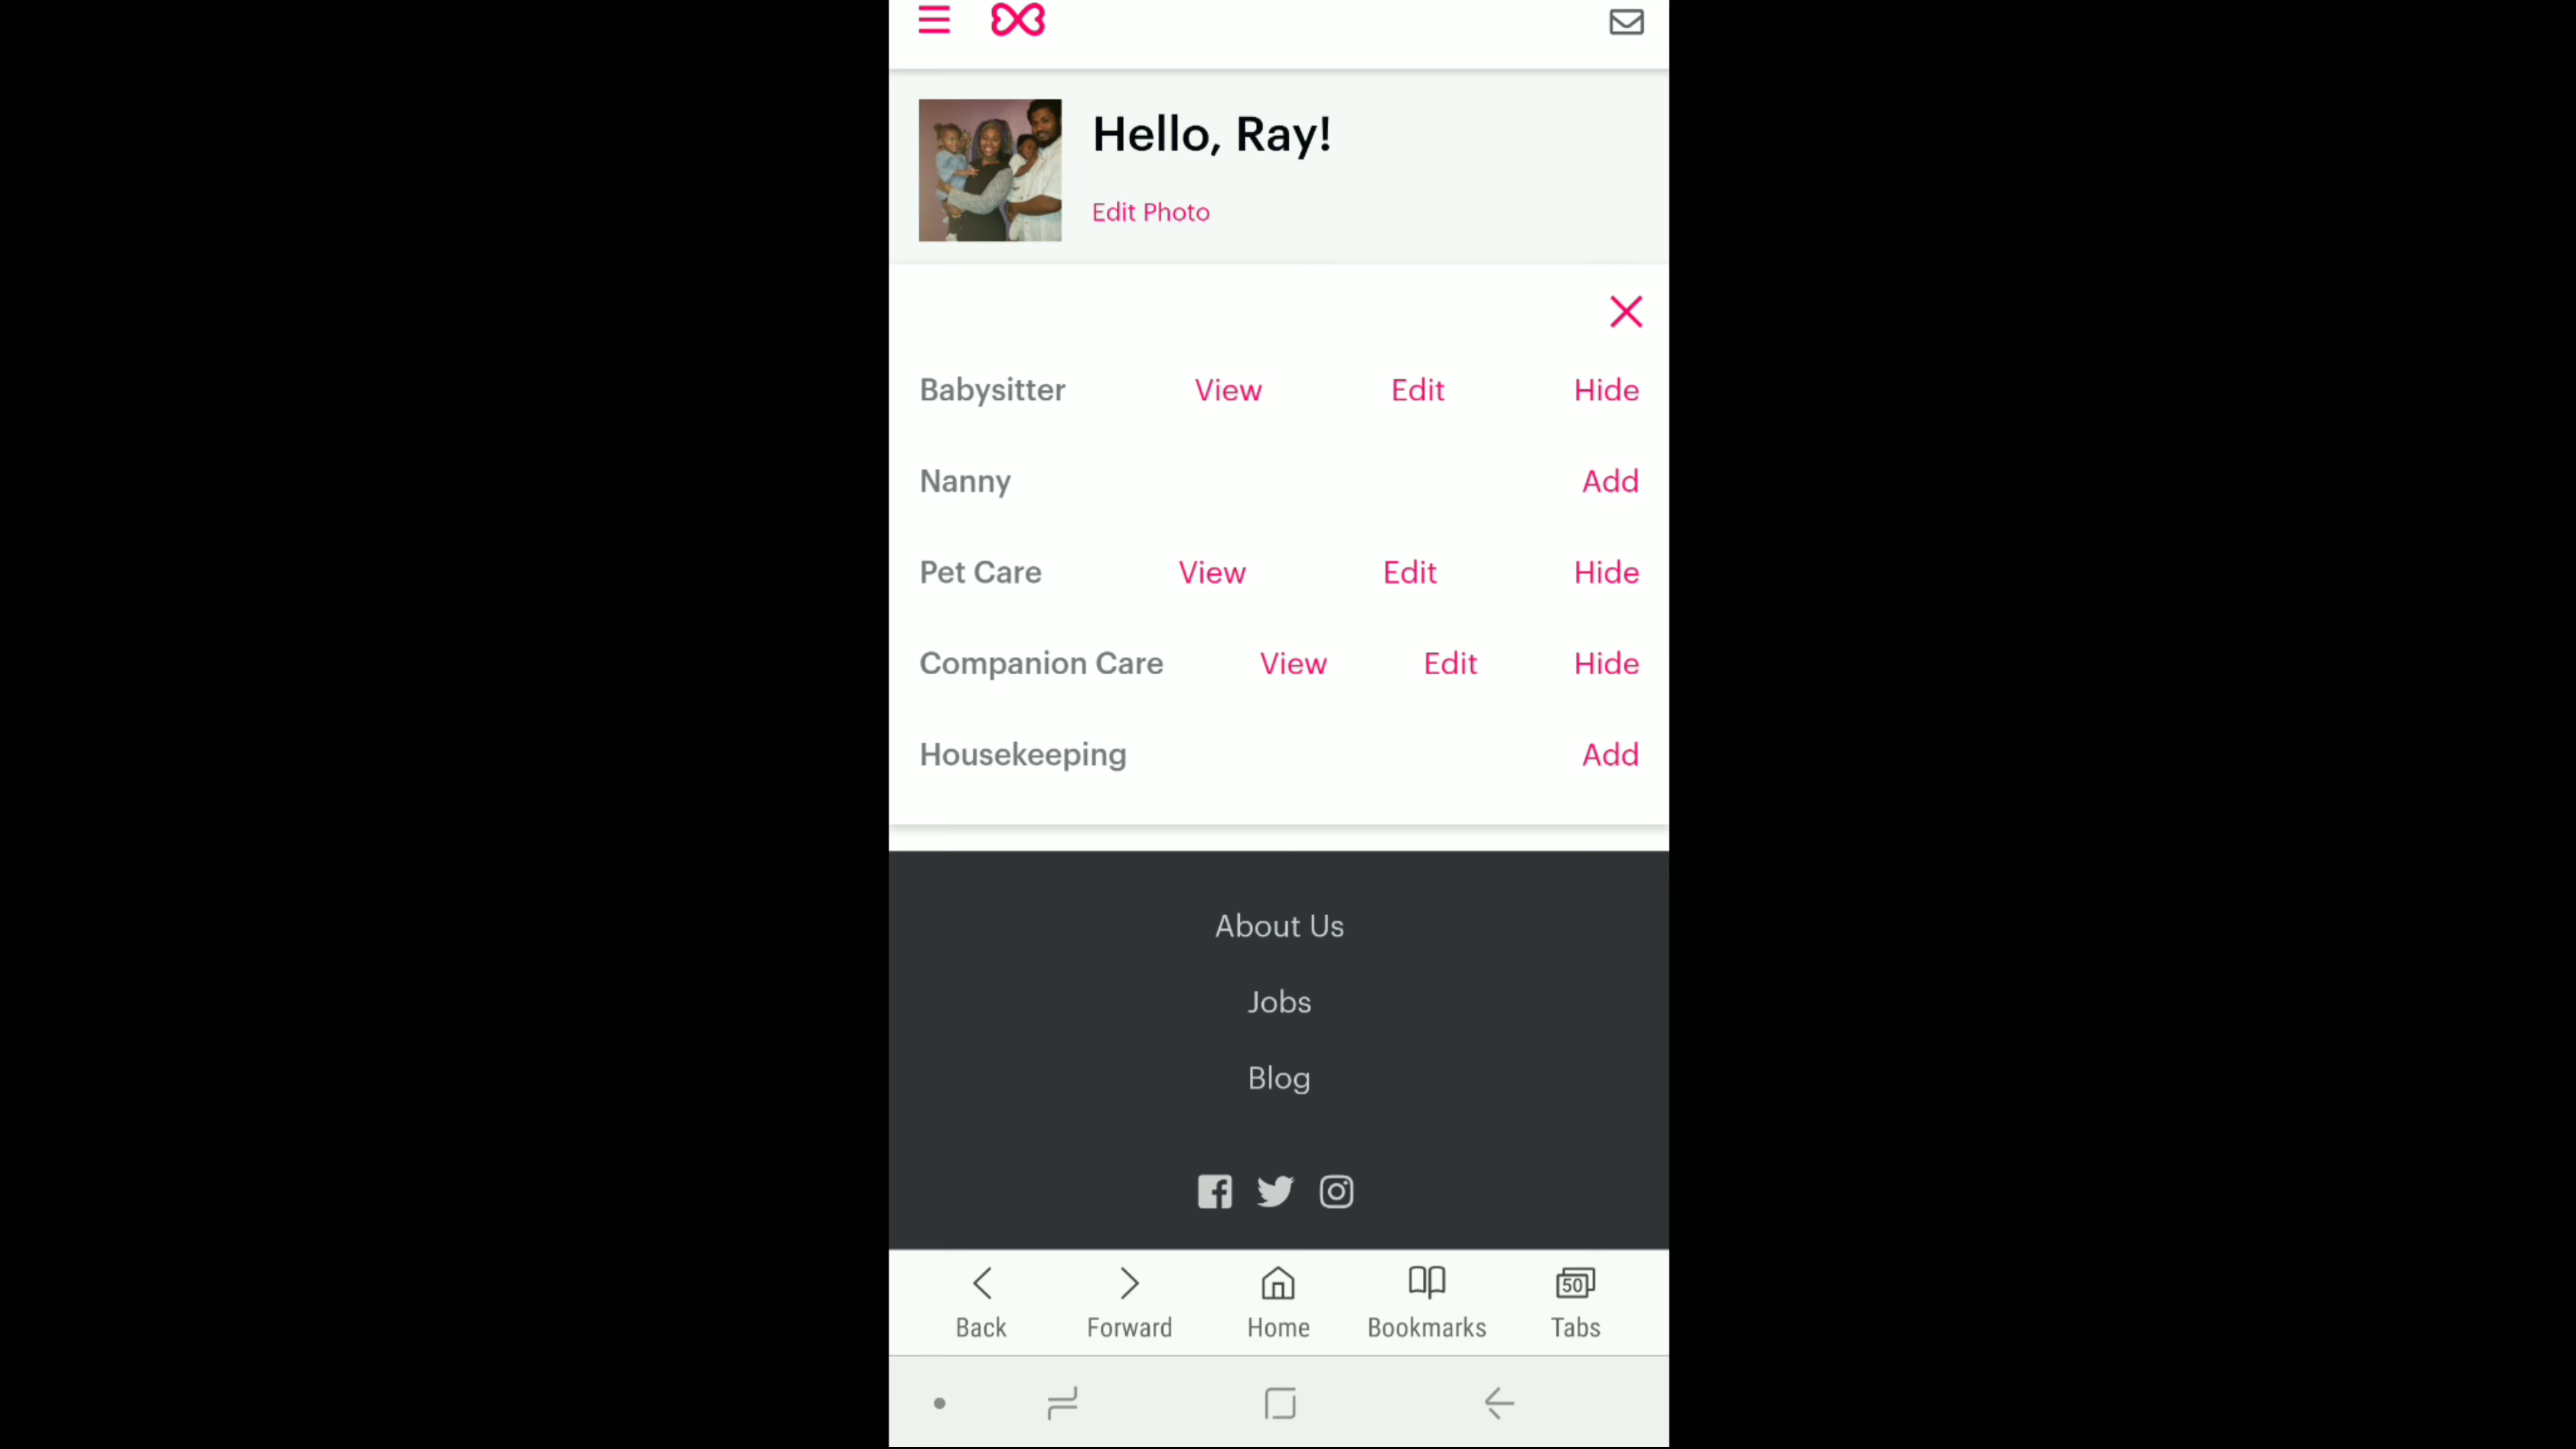 Hello, Ray!
Edit Photo
Babysitter View Edit Hide
Nanny Add
Pet Care View Edit Hide
Companion Care View Edit Hide
Housekeeping Add
About Us
Jobs
Blog
50
Back Forward Home Bookmarks Tabs